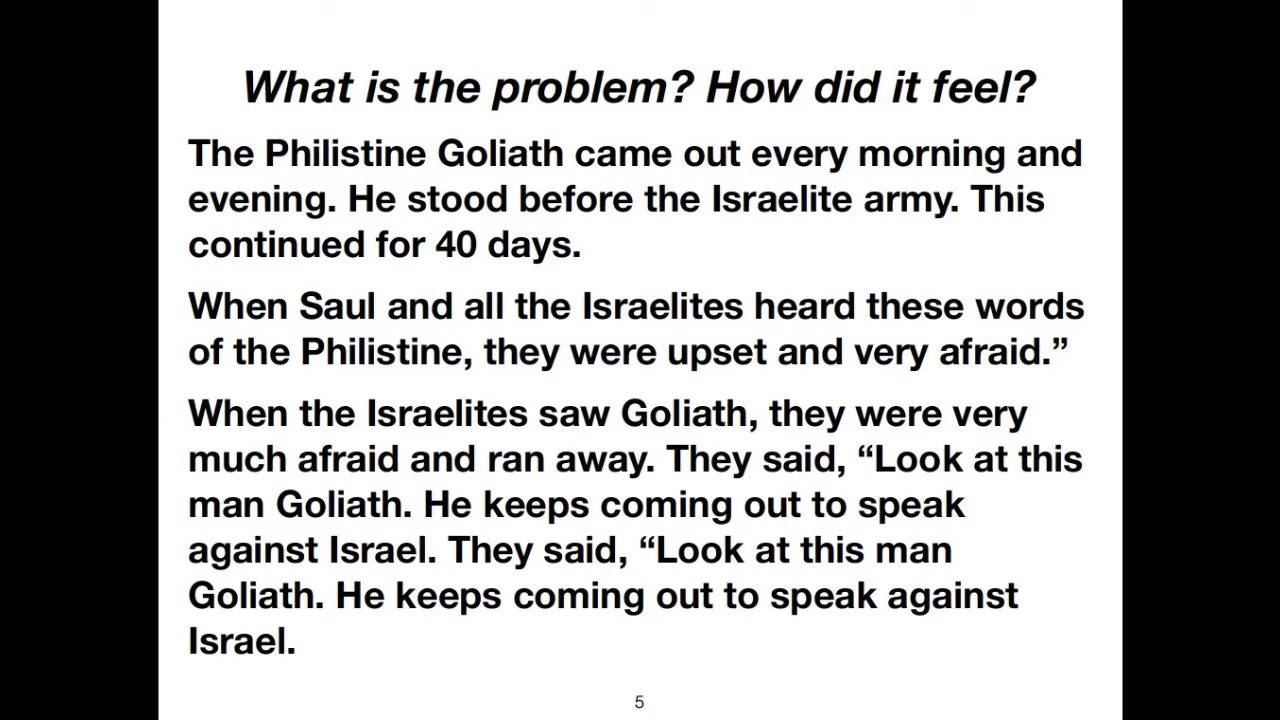 What is the problem? How did it feel?
The Philistine Goliath came out every morning and
evening. He stood before the Israelite army. This
continued for 40 days.
When Saul and all the Israelites heard these words
of the Philistine, they were upset and very afraid.”
When the Israelites saw Goliath, they were very
much afraid and ran away. They said, “Look at this
man Goliath. He keeps coming out to speak
against Israel. They said, “Look at this man
Goliath. He keeps coming out to speak against
Israel.
5